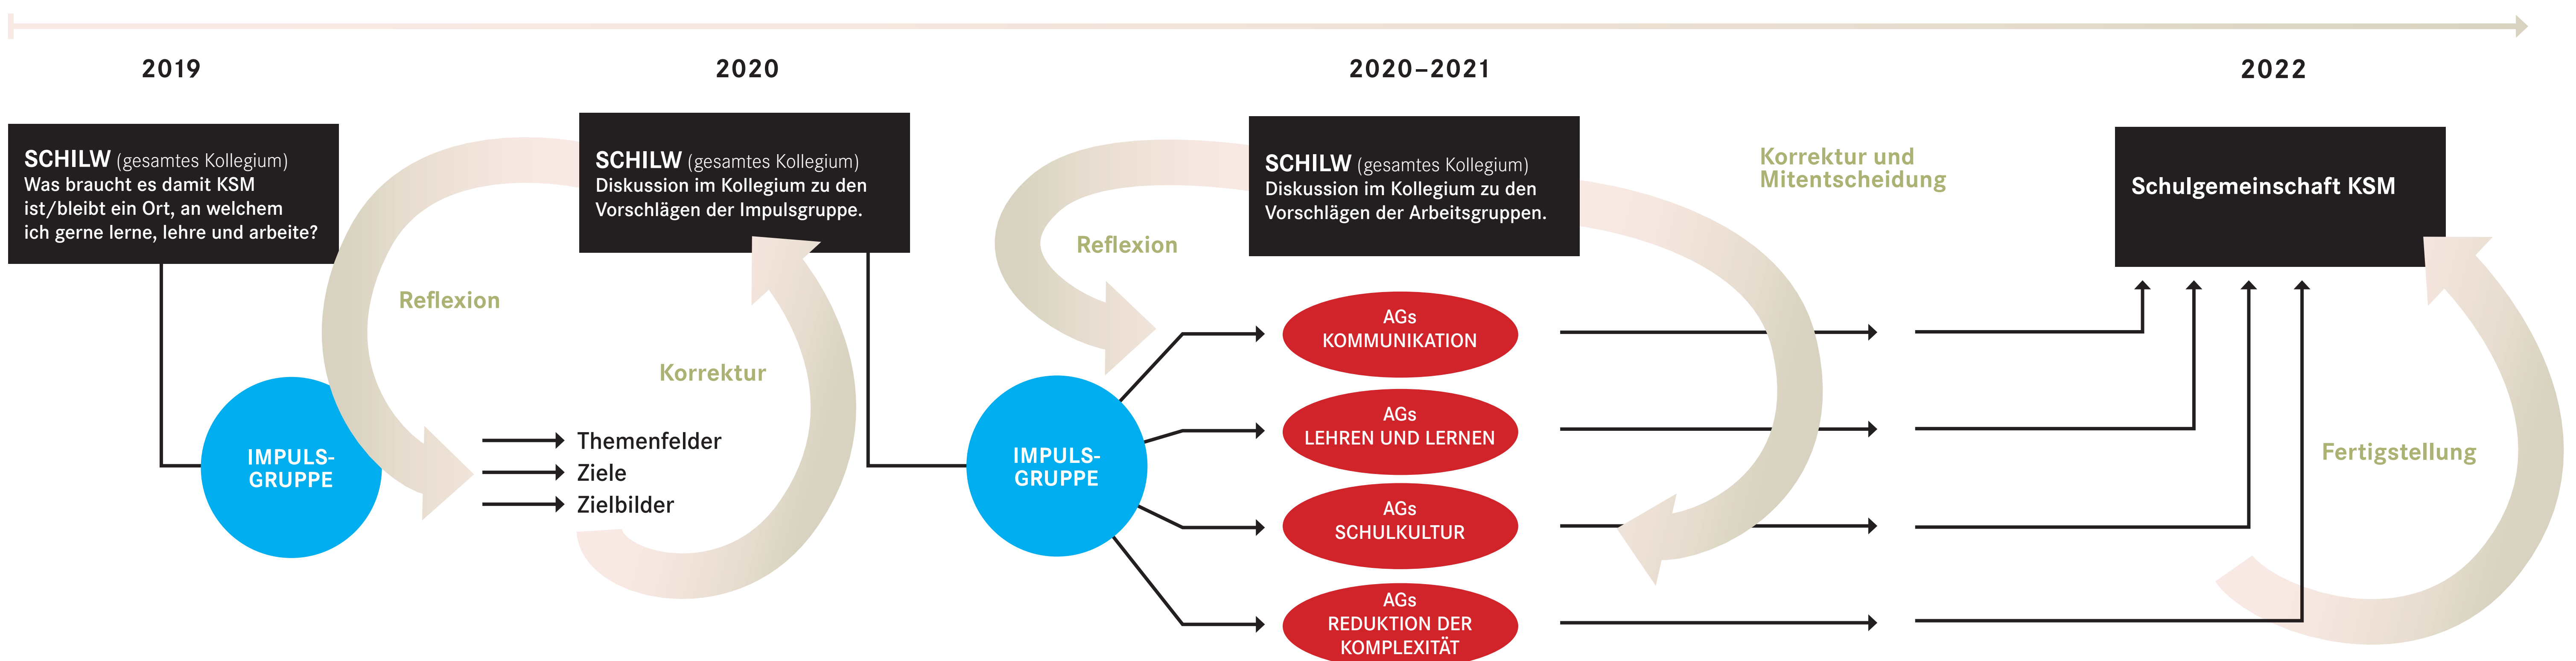 2019
2020
2020–2021
2022
SCHILW (gesamtes Kollegium)
Was braucht es damit KSM
ist/bleibt ein Ort, an welchem
ich gerne lerne, lehre und arbeite?
SCHILW (gesamtes Kollegium)
Diskussion im Kollegium zu den
Vorschlägen der Impulsgruppe.
SCHILW (gesamtes Kollegium)
Diskussion im Kollegium zu den
Vorschlägen der Arbeitsgruppen.
Korrektur und
Mitentscheidung
Schulgemeinschaft KSM
Reflexion
Korrektur
Reflexion
IMPULS-
GRUPPE
Themenfelder
Ziele
Zielbilder
IMPULS-
GRUPPE
AGs
KOMMUNIKATION
AGs
LEHREN UND LERNEN
AGs
SCHULKULTUR
AGs
REDUKTION DER
KOMPLEXITÄT
Fertigstellung